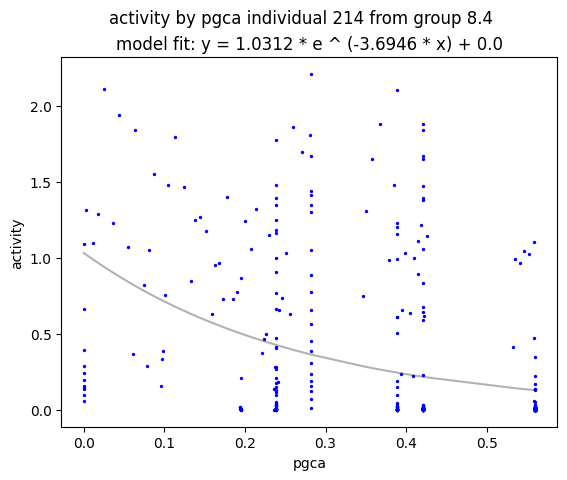 activity by pgca individual 214 from group 8.4
model fit: y = 1.0312 * e ^ (-3.6946 * x) + 0.0
2.0
1.5
1.0
0.5
0.0
activity
0.0 0.1 0.2 0.3 0.4 0.5
pgca